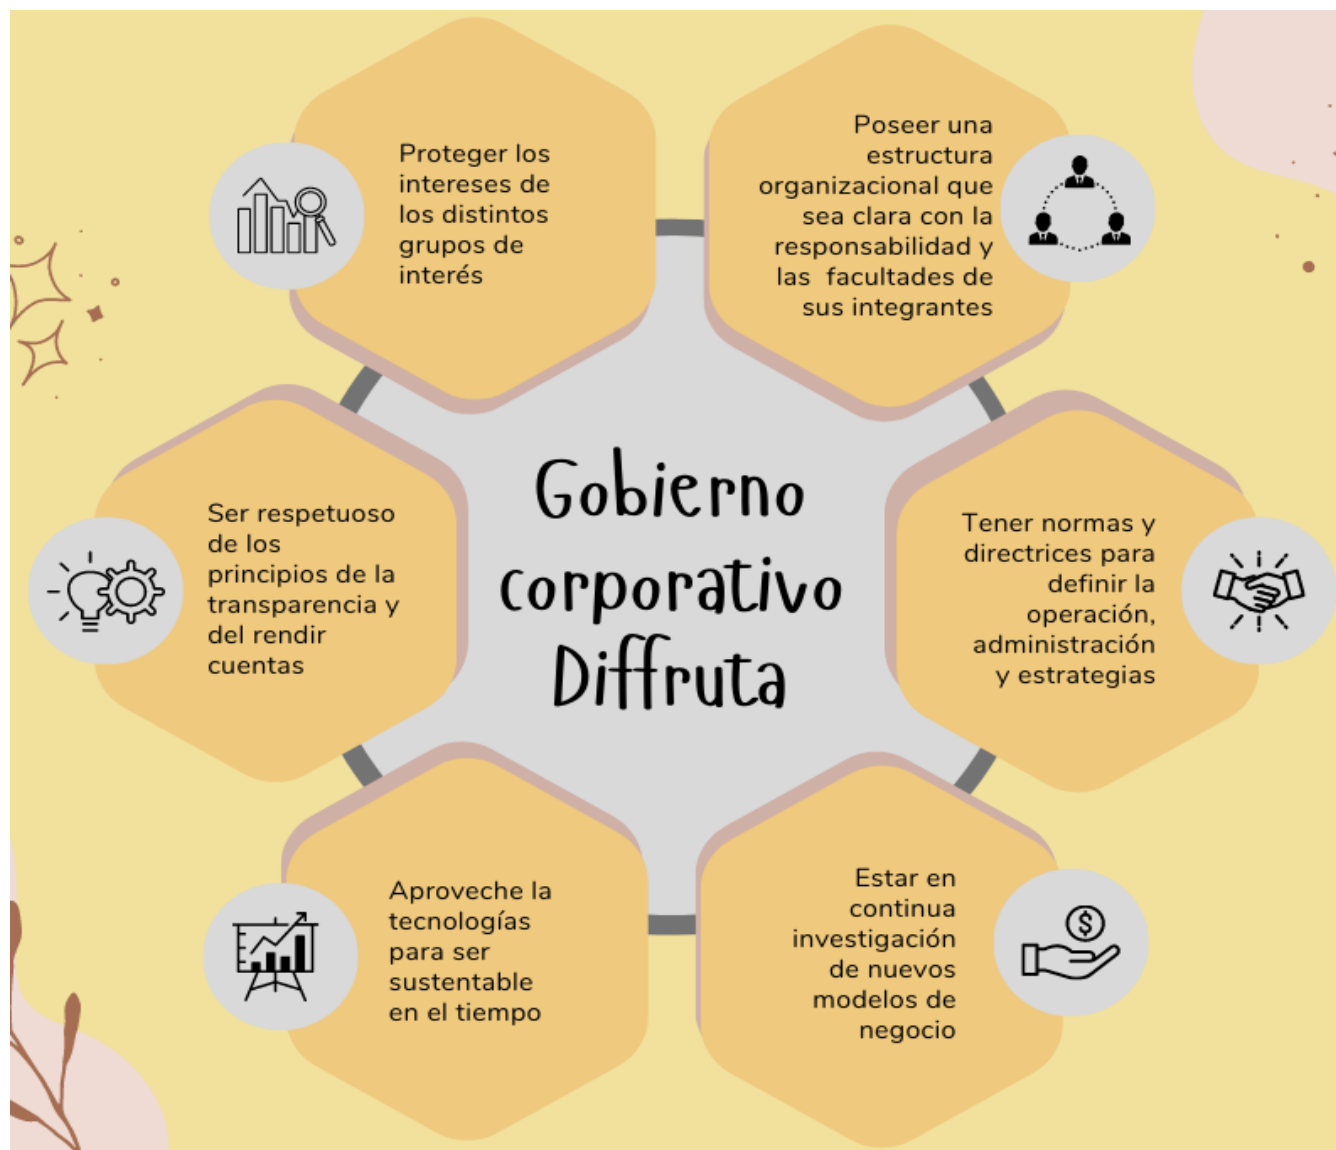 Proteger los
intereses de
los distintos
grupos de
interés
Poseer una
estructura
organizacional que
sea clara con la
responsabilidad y
las  facultades de
sus integrantes
Gobierno
corporativo
Diffruta
Ser respetuoso
de los
principios de la
transparencia y
del rendir
cuentas
Tener normas y
directrices para
definir la
operación,
administración
y estrategias
Aproveche la
tecnologías
para ser
sustentable
en el tiempo
Estar en
continua
investigación
de nuevos
modelos de
negocio
$